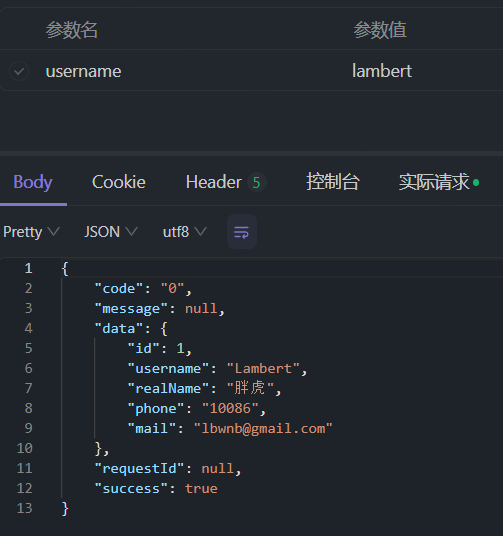 参数名 参数值
username lambert
Body Cookie Header 5 控制台 实际请求
Pretty JSON utf8
1 {
2 "code": "0",
3 "message": null,
4 "data": {
5 "id": 1,
6 "username": "Lambert",
7 "realName": "胖虎",
8 "phone": "10086",
9 "mail": "lbwnb@gmail.com"
10 },
11 "requestId": null,
12 "success": true
13 }